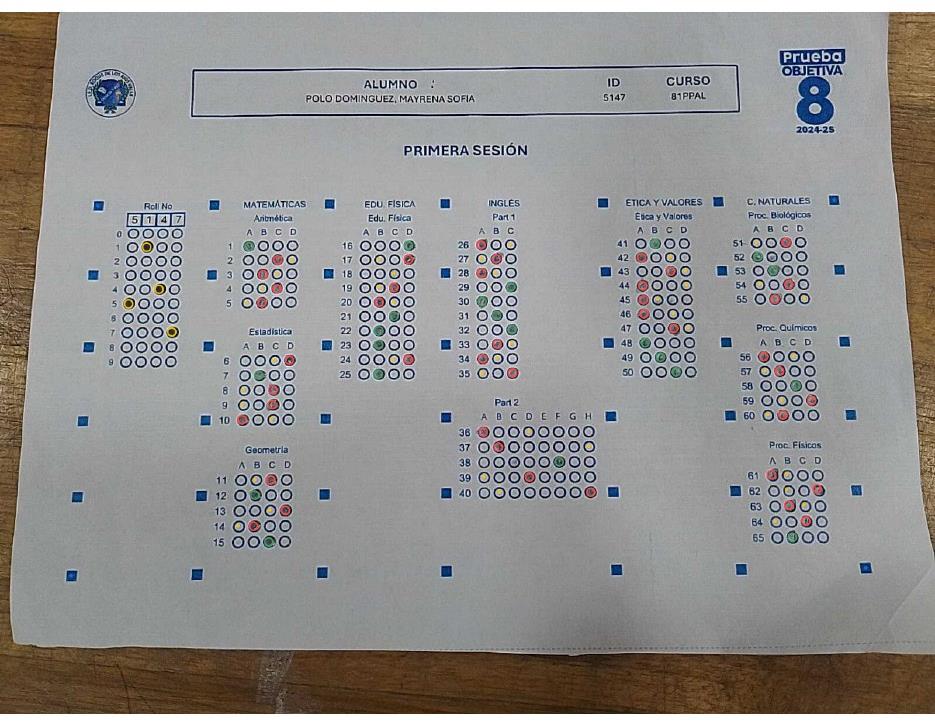 Prueba
OBJETIVA
8
2024-25
ALUMNO :
ID
CURSO
POLO DOMINGUEZ, MAYRENA SOFIA
5147
81PPAL
PRIMERA SESIÓN
Roll No
5 1 4 7
0
1
2
3
4
5
6
7
8
9
MATEMÁTICAS
Aritmética
A B C D
1
2
3
4
5
Estadística
A B C D
6
7
8
9
10
Geometria
A B C D
11
12
13
14
15
EDU. FÍSICA
Edu. Física
A B C D
16
17
18
19
20
21
22
23
24
25
INGLÉS
Part 1
A B C
26
27
28
29
30
31
32
33
34
35
Part 2
A B C D E F G H
36
37
38
39
40
ETICA Y VALORES
Ética y Valores
A B C D
41
42
43
44
45
46
47
48
49
50
C. NATURALES
Proc. Biológicos
A B C D
51
52
53
54
55
Proc. Químicos
A B C D
56
57
58
59
60
Proc. Físicos
A B C D
61
62
63
64
65